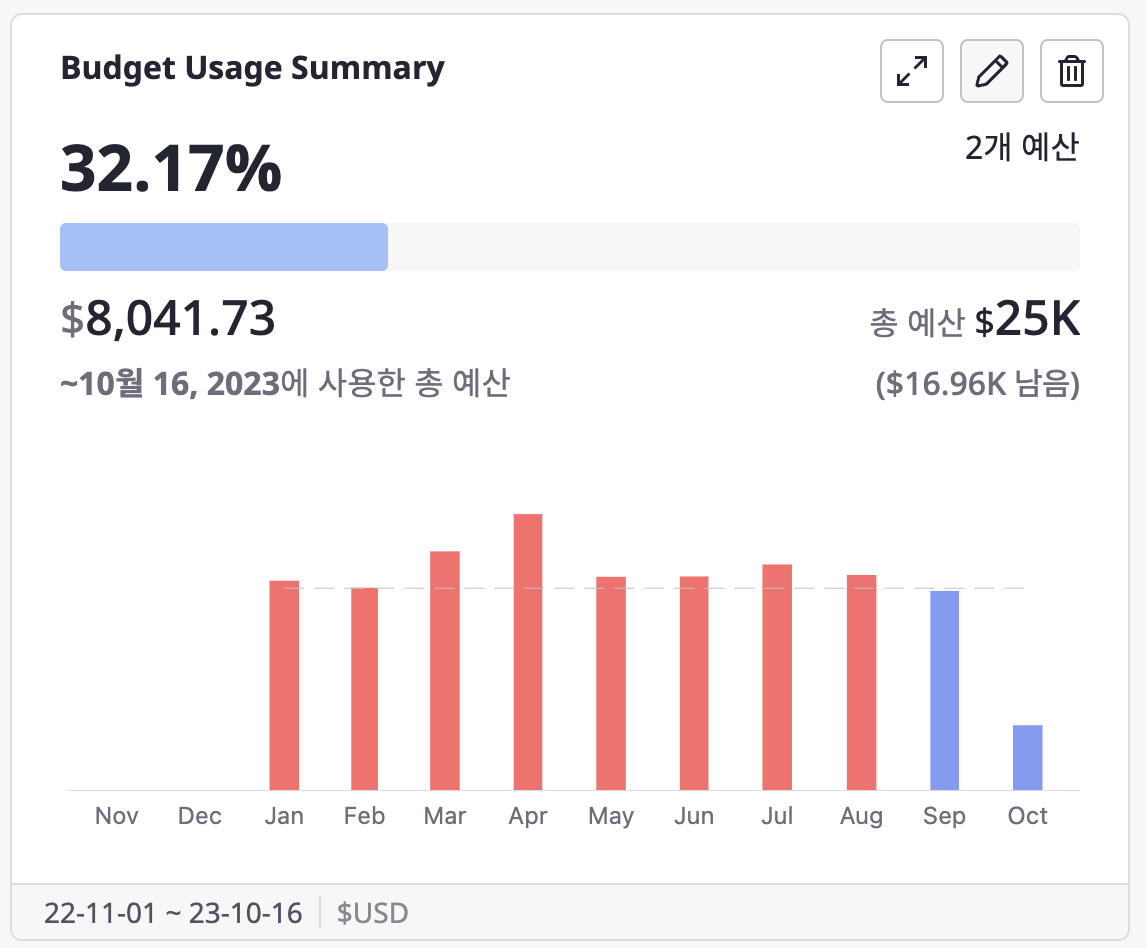 Budget Usage Summary
32.17%
2개 예산
$8,041.73
총 예산 $25K
~10월 16, 2023에 사용한 총 예산
($16.96K 남음)
Nov Dec Jan Feb Mar Apr May Jun Jul Aug Sep Oct
22-11-01 ~ 23-10-16 $USD